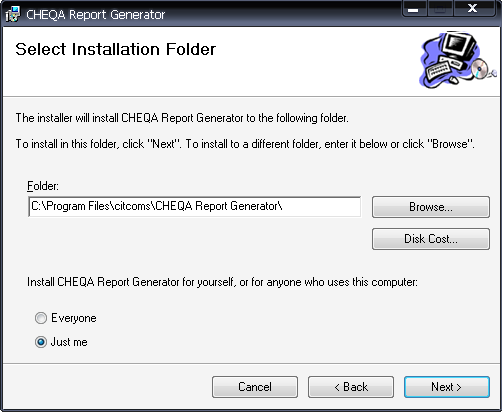 CHEQA Report Generator
Select Installation Folder
The installer will install CHEQA Report Generator to the following folder.
To install in this folder, click "Next". To install to a different folder, enter it below or click "Browse".
Folder:
C:\Program Files\citcoms\CHEQA Report Generator\
Browse...
Disk Cost...
Install CHEQA Report Generator for yourself, or for anyone who uses this computer:
Everyone
Just me
Cancel
< Back
Next >